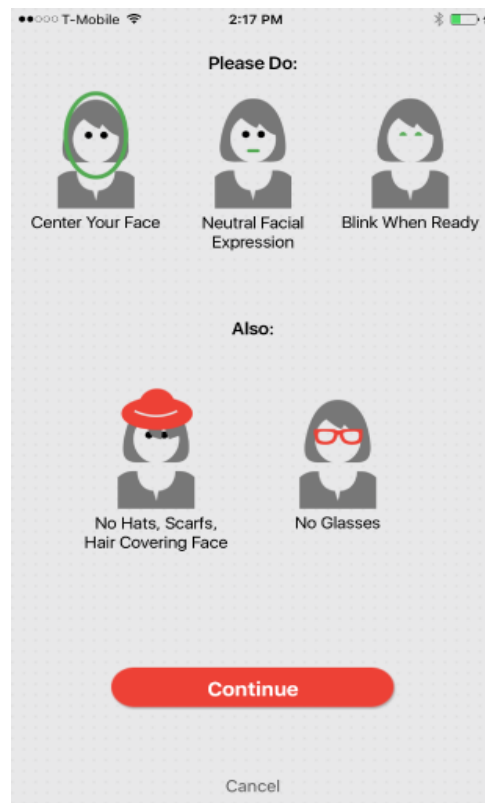 T-Mobile 2:17 PM
Please Do:
Center Your Face
Neutral Facial
Expression
Blink When Ready
Also:
No Hats, Scarfs,
Hair Covering Face
No Glasses
Continue
Cancel